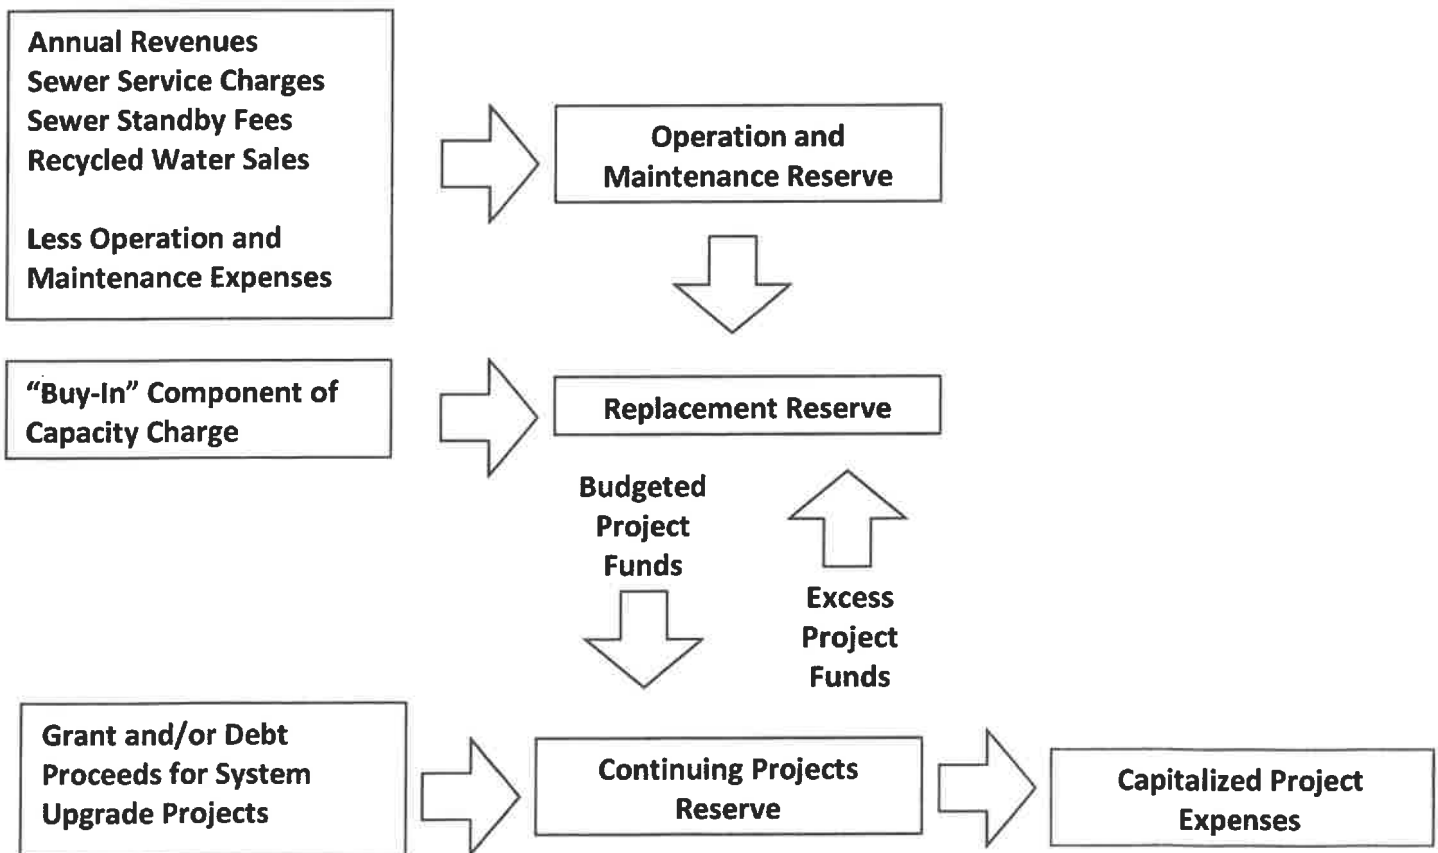 Annual Revenues
Sewer Service Charges
Sewer Standby Fees
Recycled Water Sales
Less Operation and
Maintenance Expenses
Operation and
Maintenance Reserve
“Buy-In” Component of
Capacity Charge
Replacement Reserve
Budgeted
Project
Funds
Excess
Project
Funds
Grant and/or Debt
Proceeds for System
Upgrade Projects
Continuing Projects
Reserve
Capitalized Project
Expenses